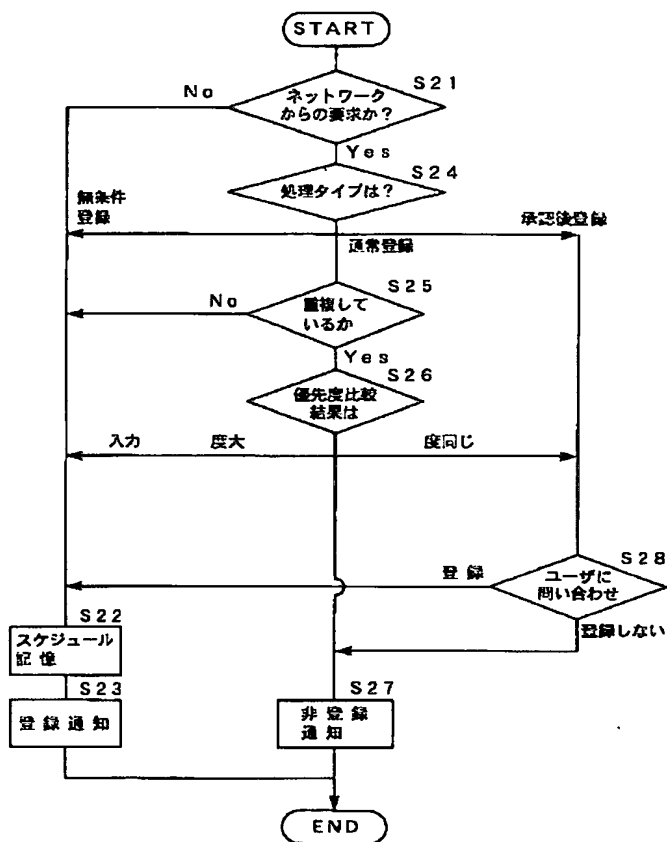 START
S21
No
ネットワーク
からの要求か?
Yes
S24
処理タイプは?
無条件
登録
承認後登録
通常登録
S25
No
重複して
いるか
Yes
S26
優先度比較
結果は
入力 度大 度同じ
S28
登録
ユーザに
問い合わせ
登録しない
S22
スケジュール
記憶
S23
登録通知
S27
非登録
通知
END